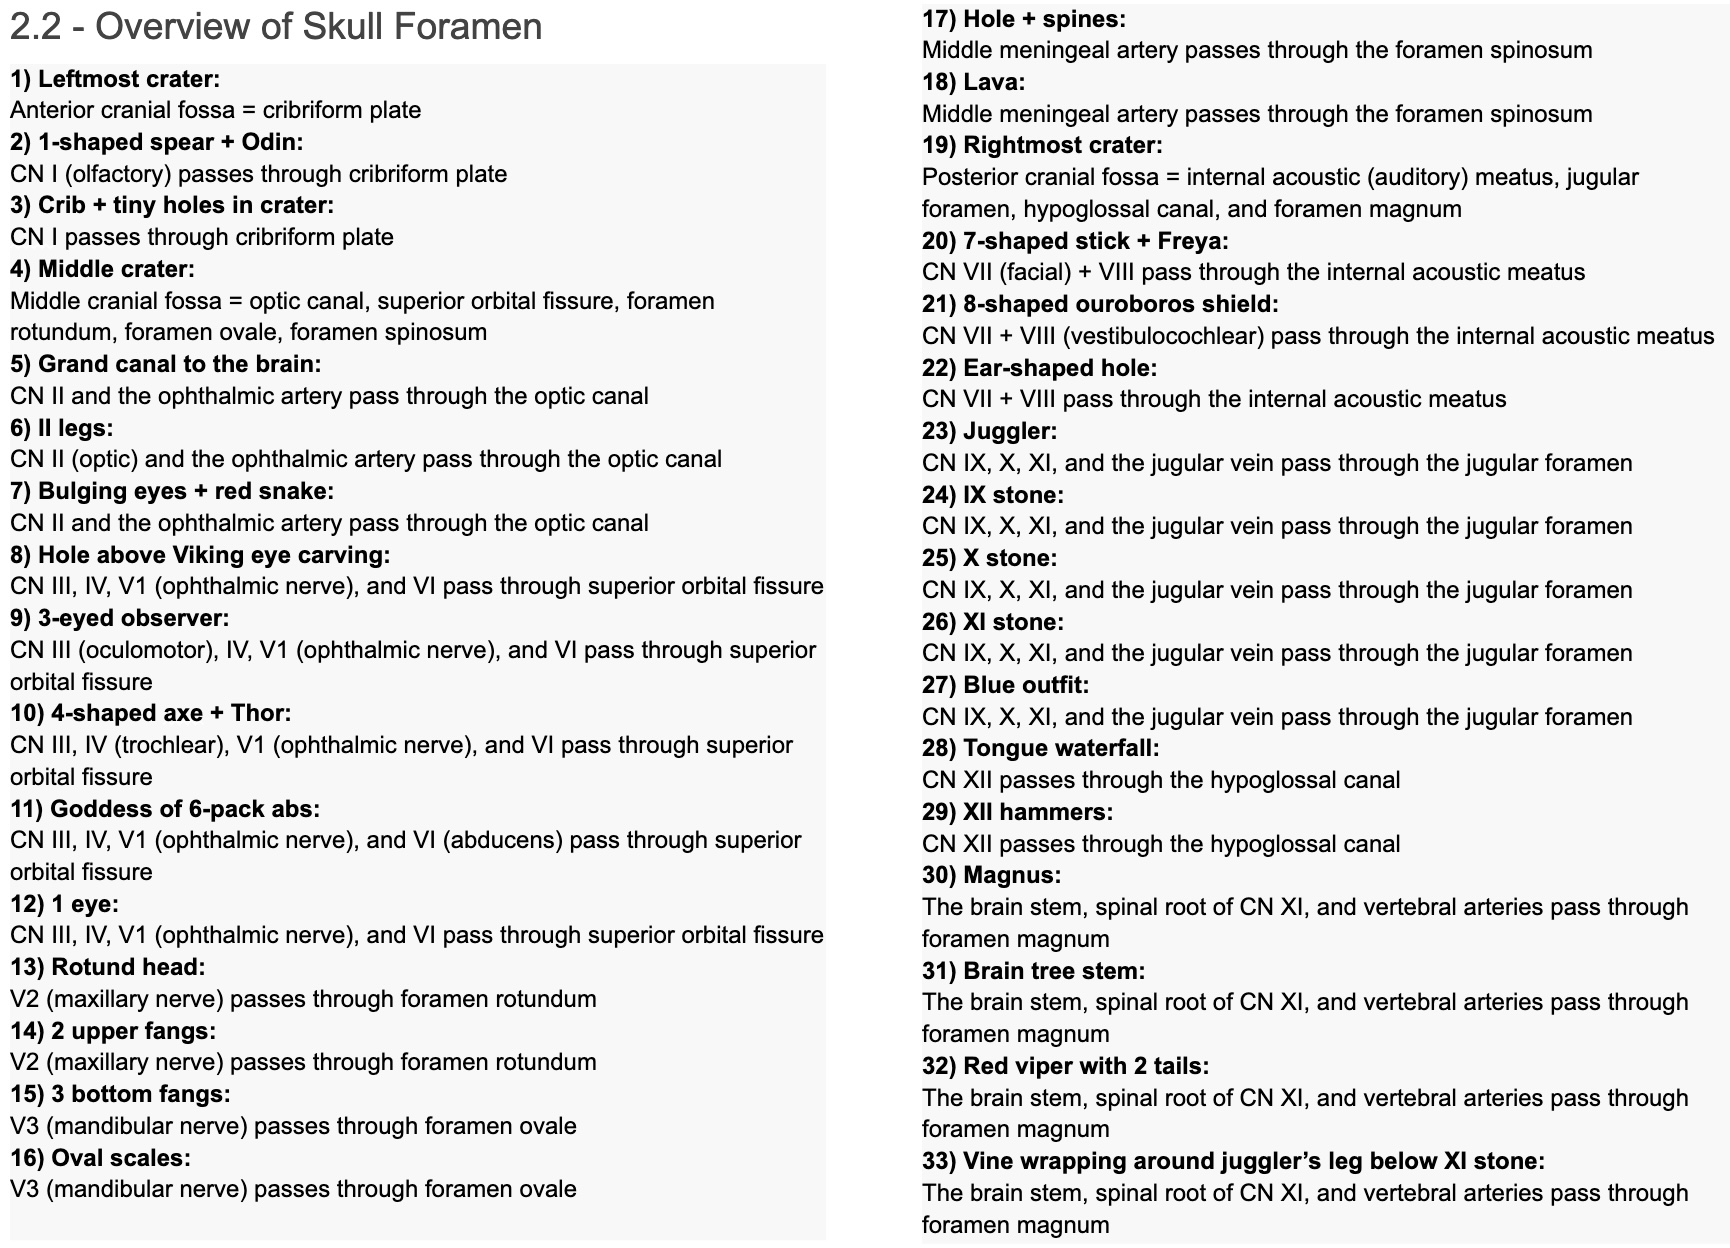 2.2 - Overview of Skull Foramen
1) Leftmost crater:
Anterior cranial fossa = cribriform plate
2) 1-shaped spear + Odin:
CN I (olfactory) passes through cribriform plate
3) Crib + tiny holes in crater:
CN I passes through cribriform plate
4) Middle crater:
Middle cranial fossa = optic canal, superior orbital fissure, foramen
rotundum, foramen ovale, foramen spinosum
5) Grand canal to the brain:
CN II and the ophthalmic artery pass through the optic canal
6) II legs:
CN II (optic) and the ophthalmic artery pass through the optic canal
7) Bulging eyes + red snake:
CN II and the ophthalmic artery pass through the optic canal
8) Hole above Viking eye carving:
CN III, IV, V1 (ophthalmic nerve), and VI pass through superior orbital fissure
9) 3-eyed observer:
CN III (oculomotor), IV, V1 (ophthalmic nerve), and VI pass through superior
orbital fissure
10) 4-shaped axe + Thor:
CN III, IV (trochlear), V1 (ophthalmic nerve), and VI pass through superior
orbital fissure
11) Goddess of 6-pack abs:
CN III, IV, V1 (ophthalmic nerve), and VI (abducens) pass through superior
orbital fissure
12) 1 eye:
CN III, IV, V1 (ophthalmic nerve), and VI pass through superior orbital fissure
13) Rotund head:
V2 (maxillary nerve) passes through foramen rotundum
14) 2 upper fangs:
V2 (maxillary nerve) passes through foramen rotundum
15) 3 bottom fangs:
V3 (mandibular nerve) passes through foramen ovale
16) Oval scales:
V3 (mandibular nerve) passes through foramen ovale
17) Hole + spines:
Middle meningeal artery passes through the foramen spinosum
18) Lava:
Middle meningeal artery passes through the foramen spinosum
19) Rightmost crater:
Posterior cranial fossa = internal acoustic (auditory) meatus, jugular
foramen, hypoglossal canal, and foramen magnum
20) 7-shaped stick + Freya:
CN VII (facial) + VIII pass through the internal acoustic meatus
21) 8-shaped ouroboros shield:
CN VII + VIII (vestibulocochlear) pass through the internal acoustic meatus
22) Ear-shaped hole:
CN VII + VIII pass through the internal acoustic meatus
23) Juggler:
CN IX, X, XI, and the jugular vein pass through the jugular foramen
24) IX stone:
CN IX, X, XI, and the jugular vein pass through the jugular foramen
25) X stone:
CN IX, X, XI, and the jugular vein pass through the jugular foramen
26) XI stone:
CN IX, X, XI, and the jugular vein pass through the jugular foramen
27) Blue outfit:
CN IX, X, XI, and the jugular vein pass through the jugular foramen
28) Tongue waterfall:
CN XII passes through the hypoglossal canal
29) XII hammers:
CN XII passes through the hypoglossal canal
30) Magnus:
The brain stem, spinal root of CN XI, and vertebral arteries pass through
foramen magnum
31) Brain tree stem:
The brain stem, spinal root of CN XI, and vertebral arteries pass through
foramen magnum
32) Red viper with 2 tails:
The brain stem, spinal root of CN XI, and vertebral arteries pass through
foramen magnum
33) Vine wrapping around juggler’s leg below XI stone:
The brain stem, spinal root of CN XI, and vertebral arteries pass through
foramen magnum